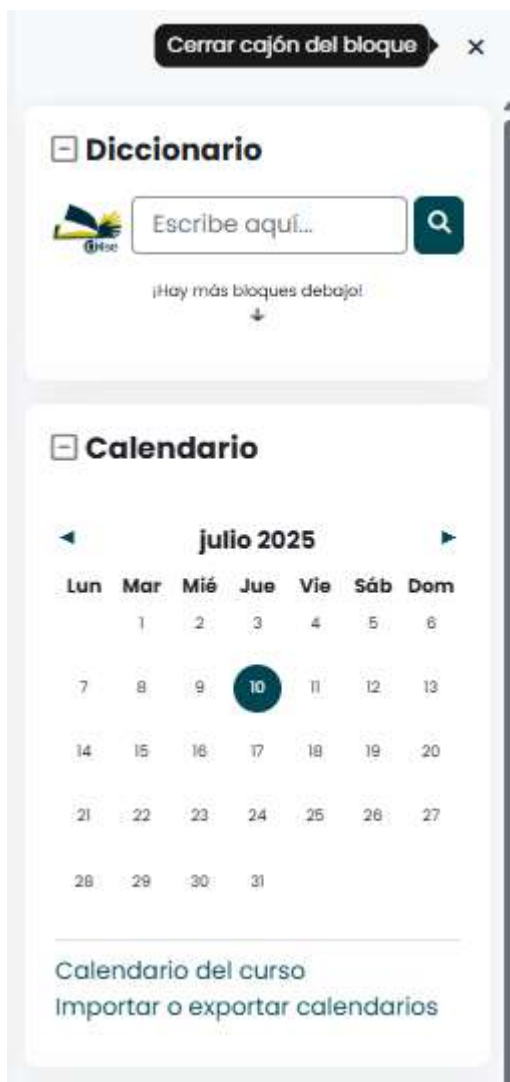 Cerrar cajón del bloque ×
Diccionario
Escribe aquí...
¡Hay más bloques debajo!
Calendario
julio 2025
Lun Mar Mié Jue Vie Sáb Dom
1 2 3 4 5 6
7 8 9 10 11 12 13
14 15 16 17 18 19 20
21 22 23 24 25 26 27
28 29 30 31
Calendario del curso
Importar o exportar calendarios